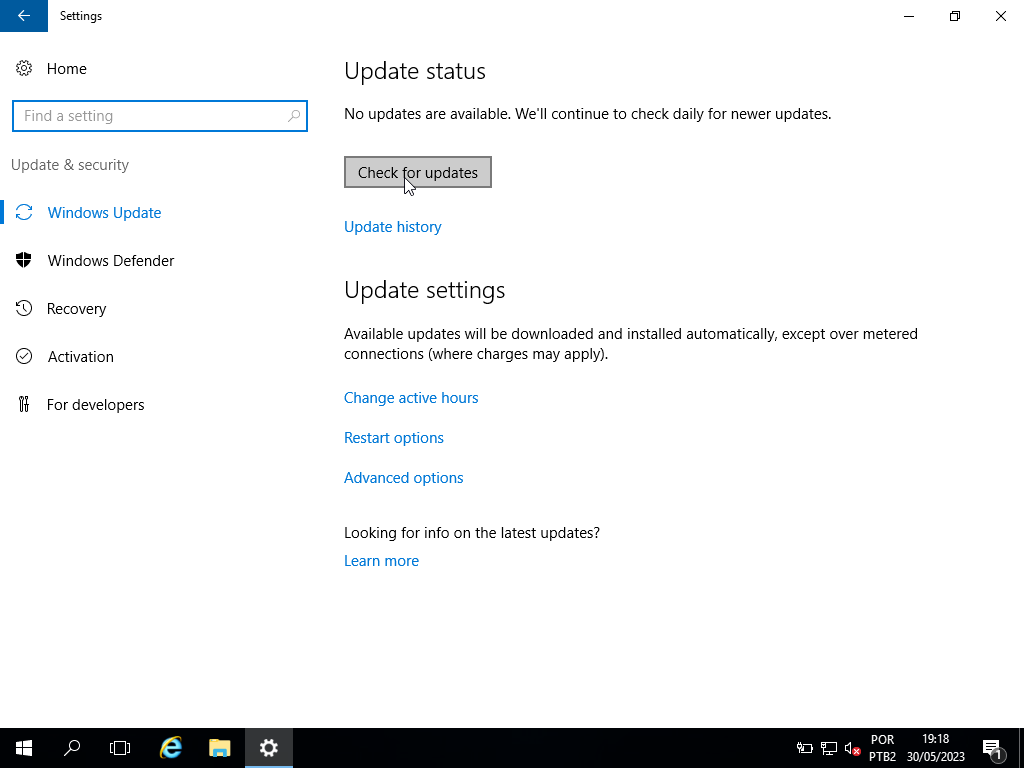 Settings
Home
Find a setting
Update & security
Windows Update
Windows Defender
Recovery
Activation
For developers
Update status
No updates are available. We'll continue to check daily for newer updates.
Check for updates
Update history
Update settings
Available updates will be downloaded and installed automatically, except over metered
connections (where charges may apply).
Change active hours
Restart options
Advanced options
Looking for info on the latest updates?
Learn more
POR
PTB2
19:18
30/05/2023
1